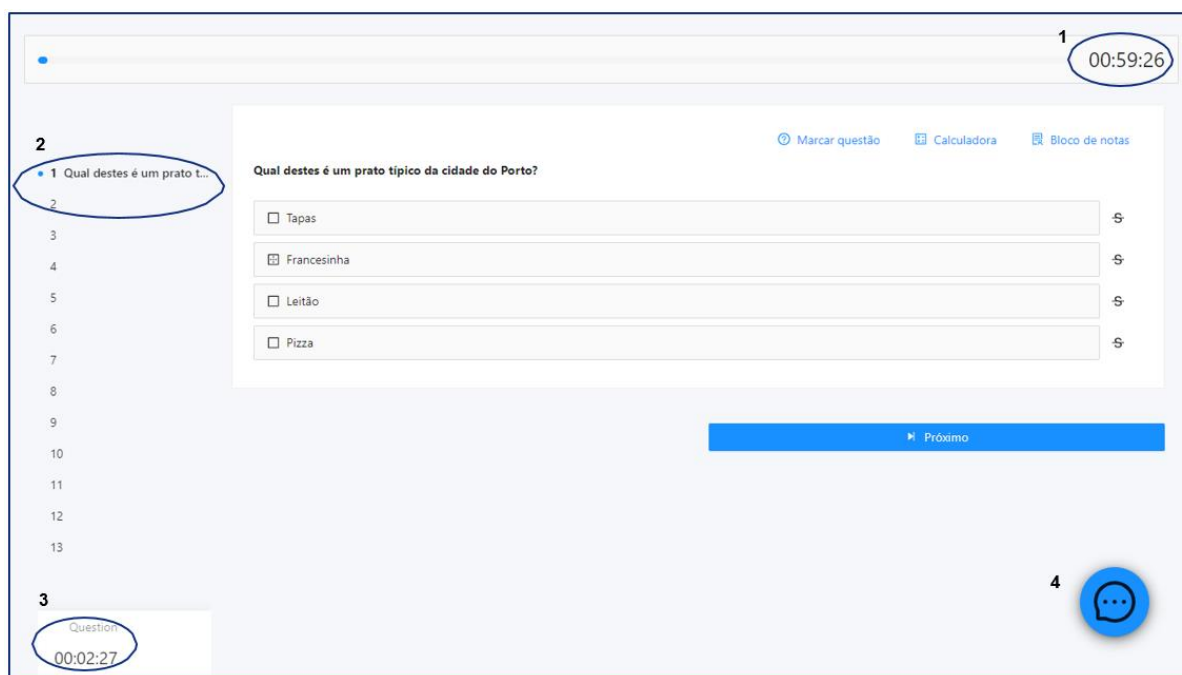 1
00:59:26
2
1 Qual destes é um prato t...
2
3
4
5
6
7
8
9
10
11
12
13
Marcar questão Calculadora Bloco de notas
Qual destes é um prato típico da cidade do Porto?
Tapas S
Francesinha S
Leitão S
Pizza S
Próximo
3
Question
00:02:27
4